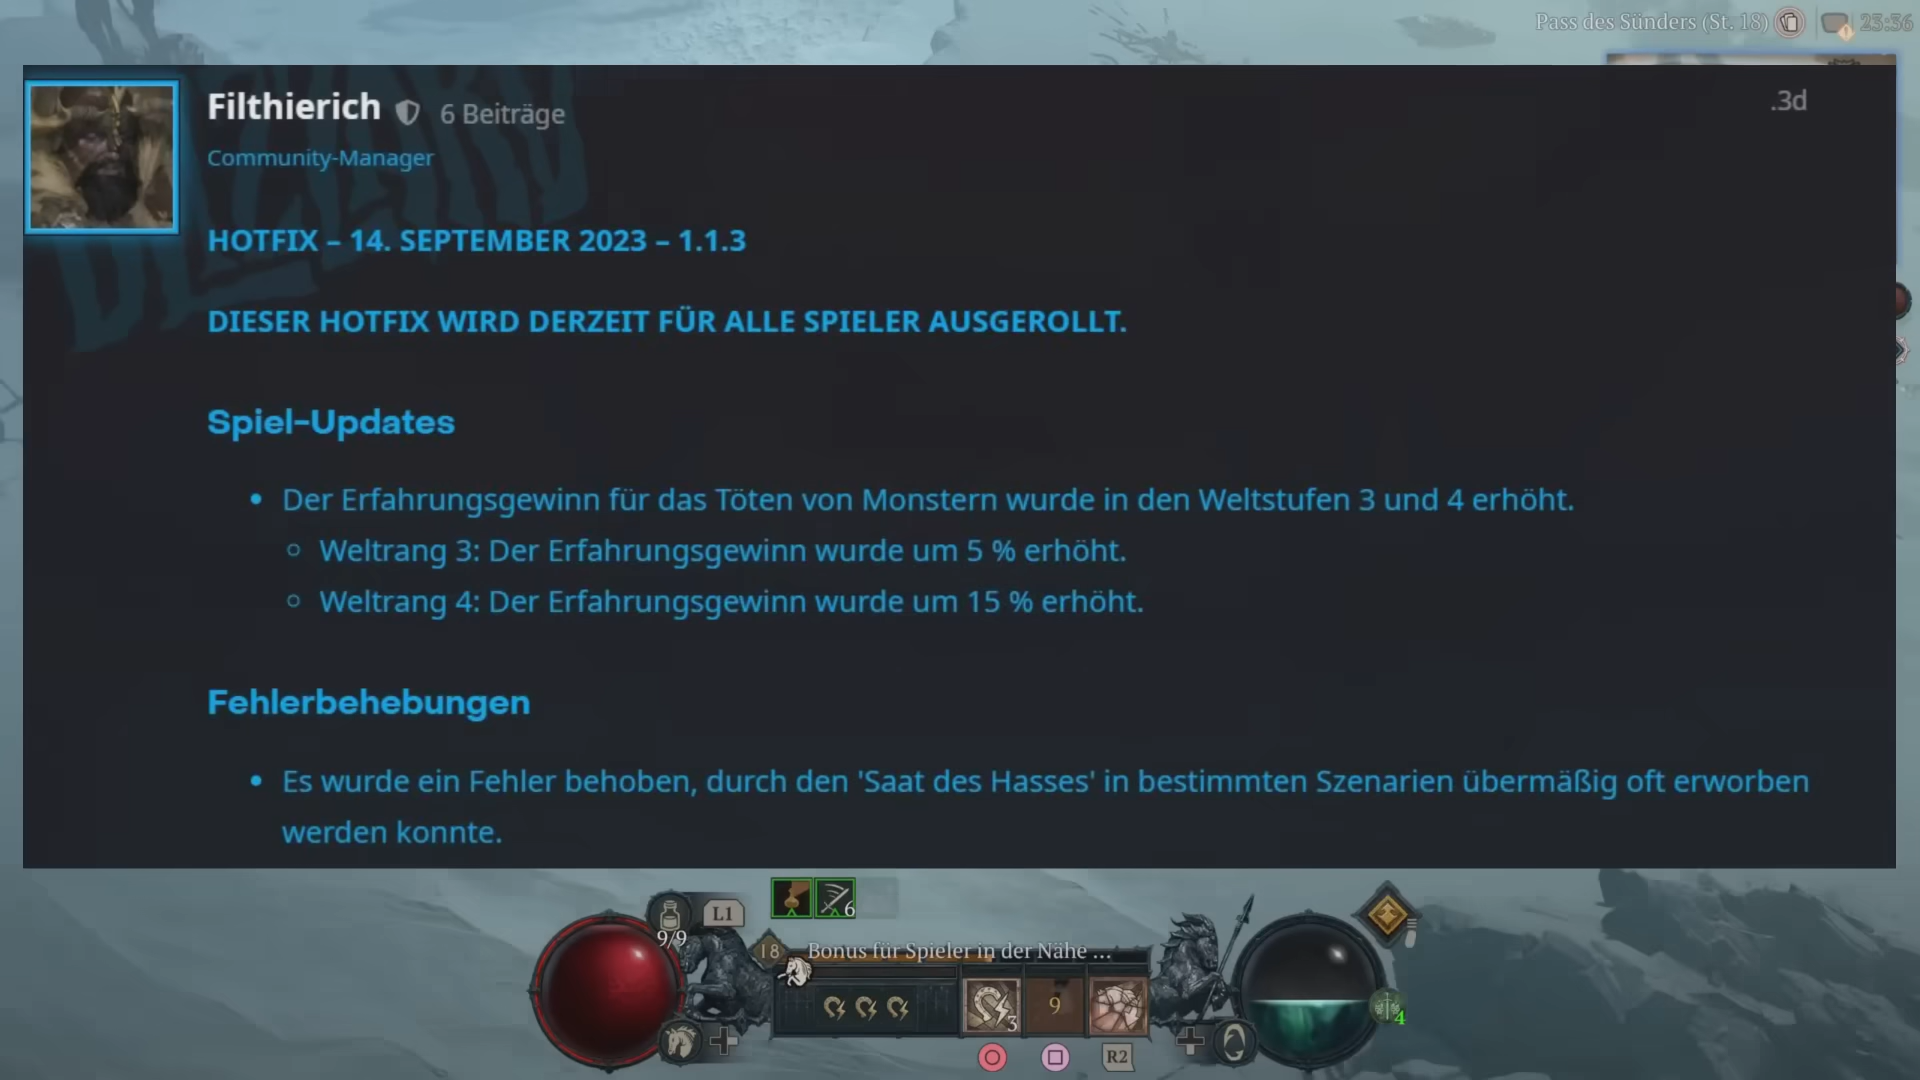 Pass des Sünders (St. 18) 23:36
Filthierich 6 Beiträge .3d
Community-Manager
HOTFIX – 14. SEPTEMBER 2023 – 1.1.3
DIESER HOTFIX WIRD DERZEIT FÜR ALLE SPIELER AUSGEROLLT.
Spiel-Updates
• Der Erfahrungsgewinn für das Töten von Monstern wurde in den Weltstufen 3 und 4 erhöht.
○ Weltrang 3: Der Erfahrungsgewinn wurde um 5 % erhöht.
○ Weltrang 4: Der Erfahrungsgewinn wurde um 15 % erhöht.
Fehlerbehebungen
• Es wurde ein Fehler behoben, durch den 'Saat des Hasses' in bestimmten Szenarien übermäßig oft erworben
werden konnte.
L1
6
9/9
18 Bonus für Spieler in der Nähe ...
3 9
4
R2
BLIZZARD